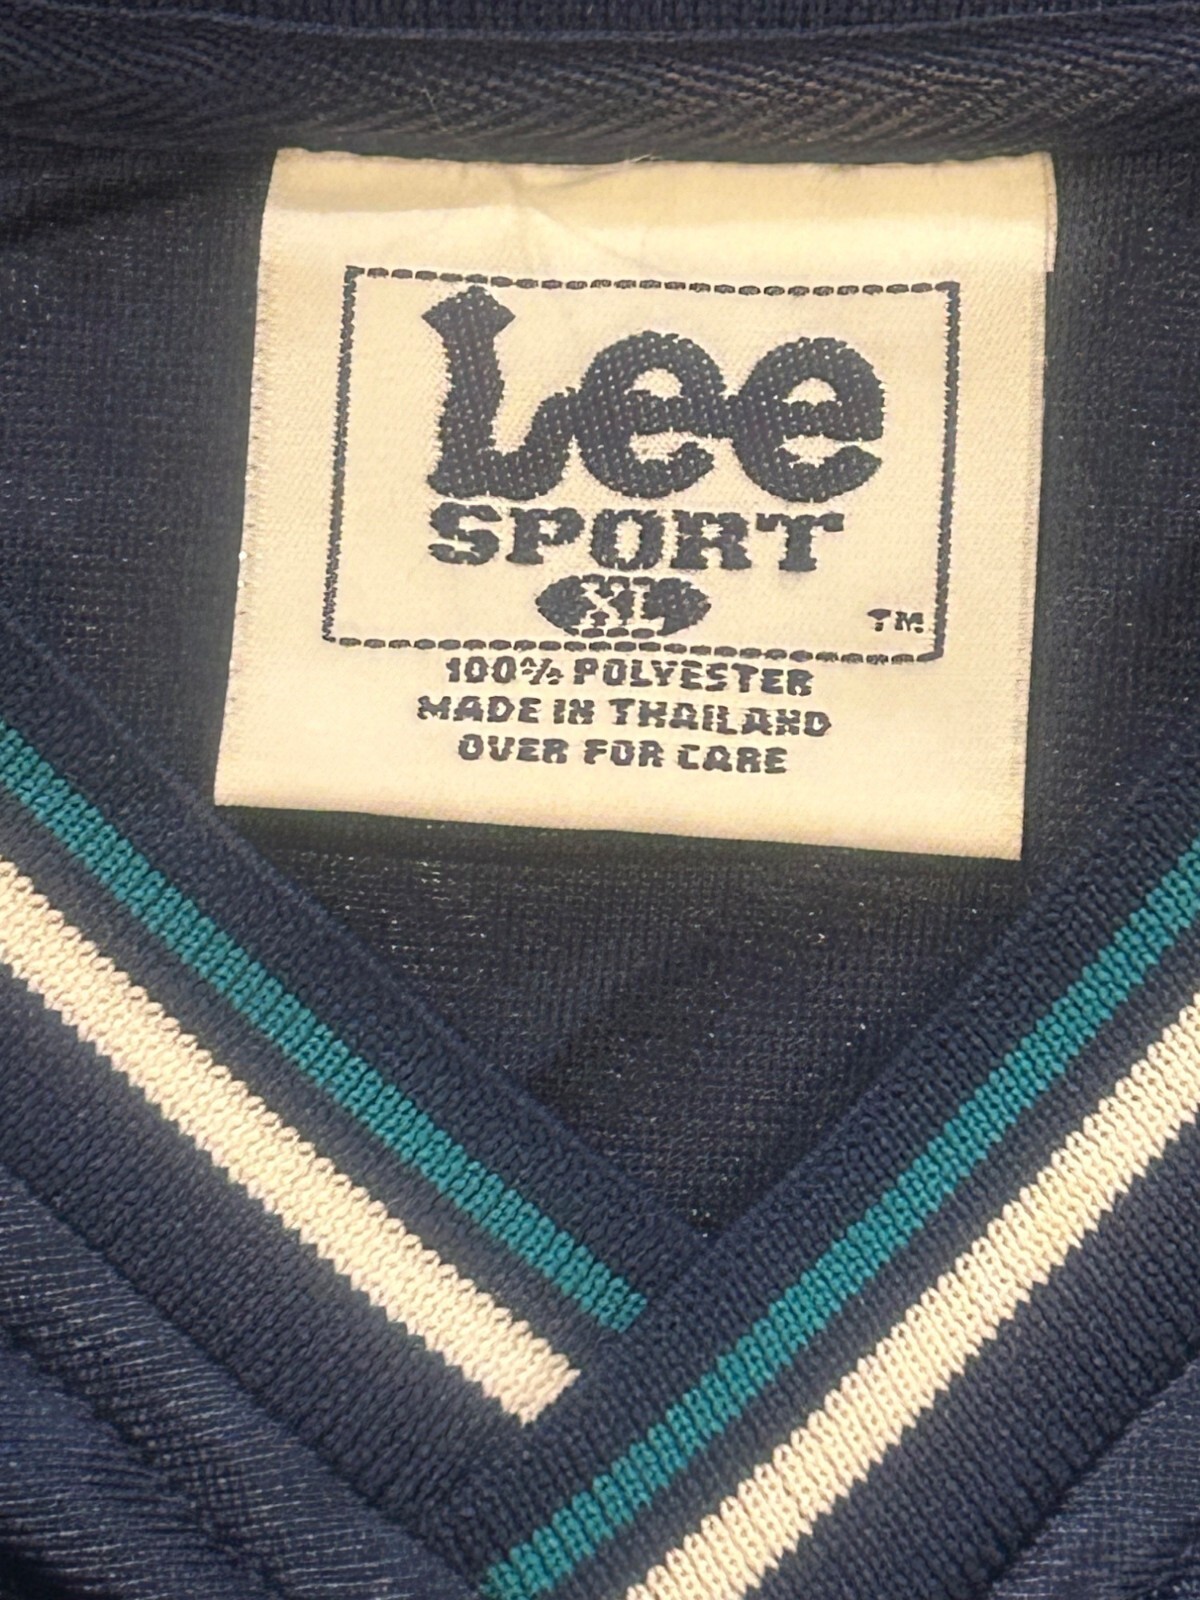 Lee
SPORT
XL
TM
100% POLYESTER
MADE IN THAILAND
OVER FOR CARE